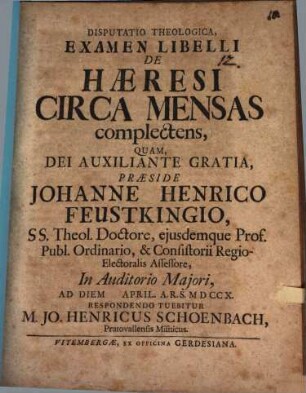 DISPUTATIO THEOLOGICA,
EXAMEN LIBELLI
DE
12.
HÆRESI
CIRCA MENSAS
complectens,
QUAM,
DEI AUXILIANTE GRATIA,
PRÆSIDE
JOHANNE HENRICO
FEUSTKINGIO,
SS. Theol. Doctore, ejusdemque Prof.
Publ. Ordinario, & Consistorii Regio-
Electoralis Assessore,
In Auditorio Majori,
AD DIEM APRIL. A.R.S. MDCCX.
RESPONDENDO TUEBITUR
M. JO. HENRICUS SCHOENBACH,
Pratovallensis Misnicus.
VITEMBERGÆ, EX OFFICINA GERDESIANA.